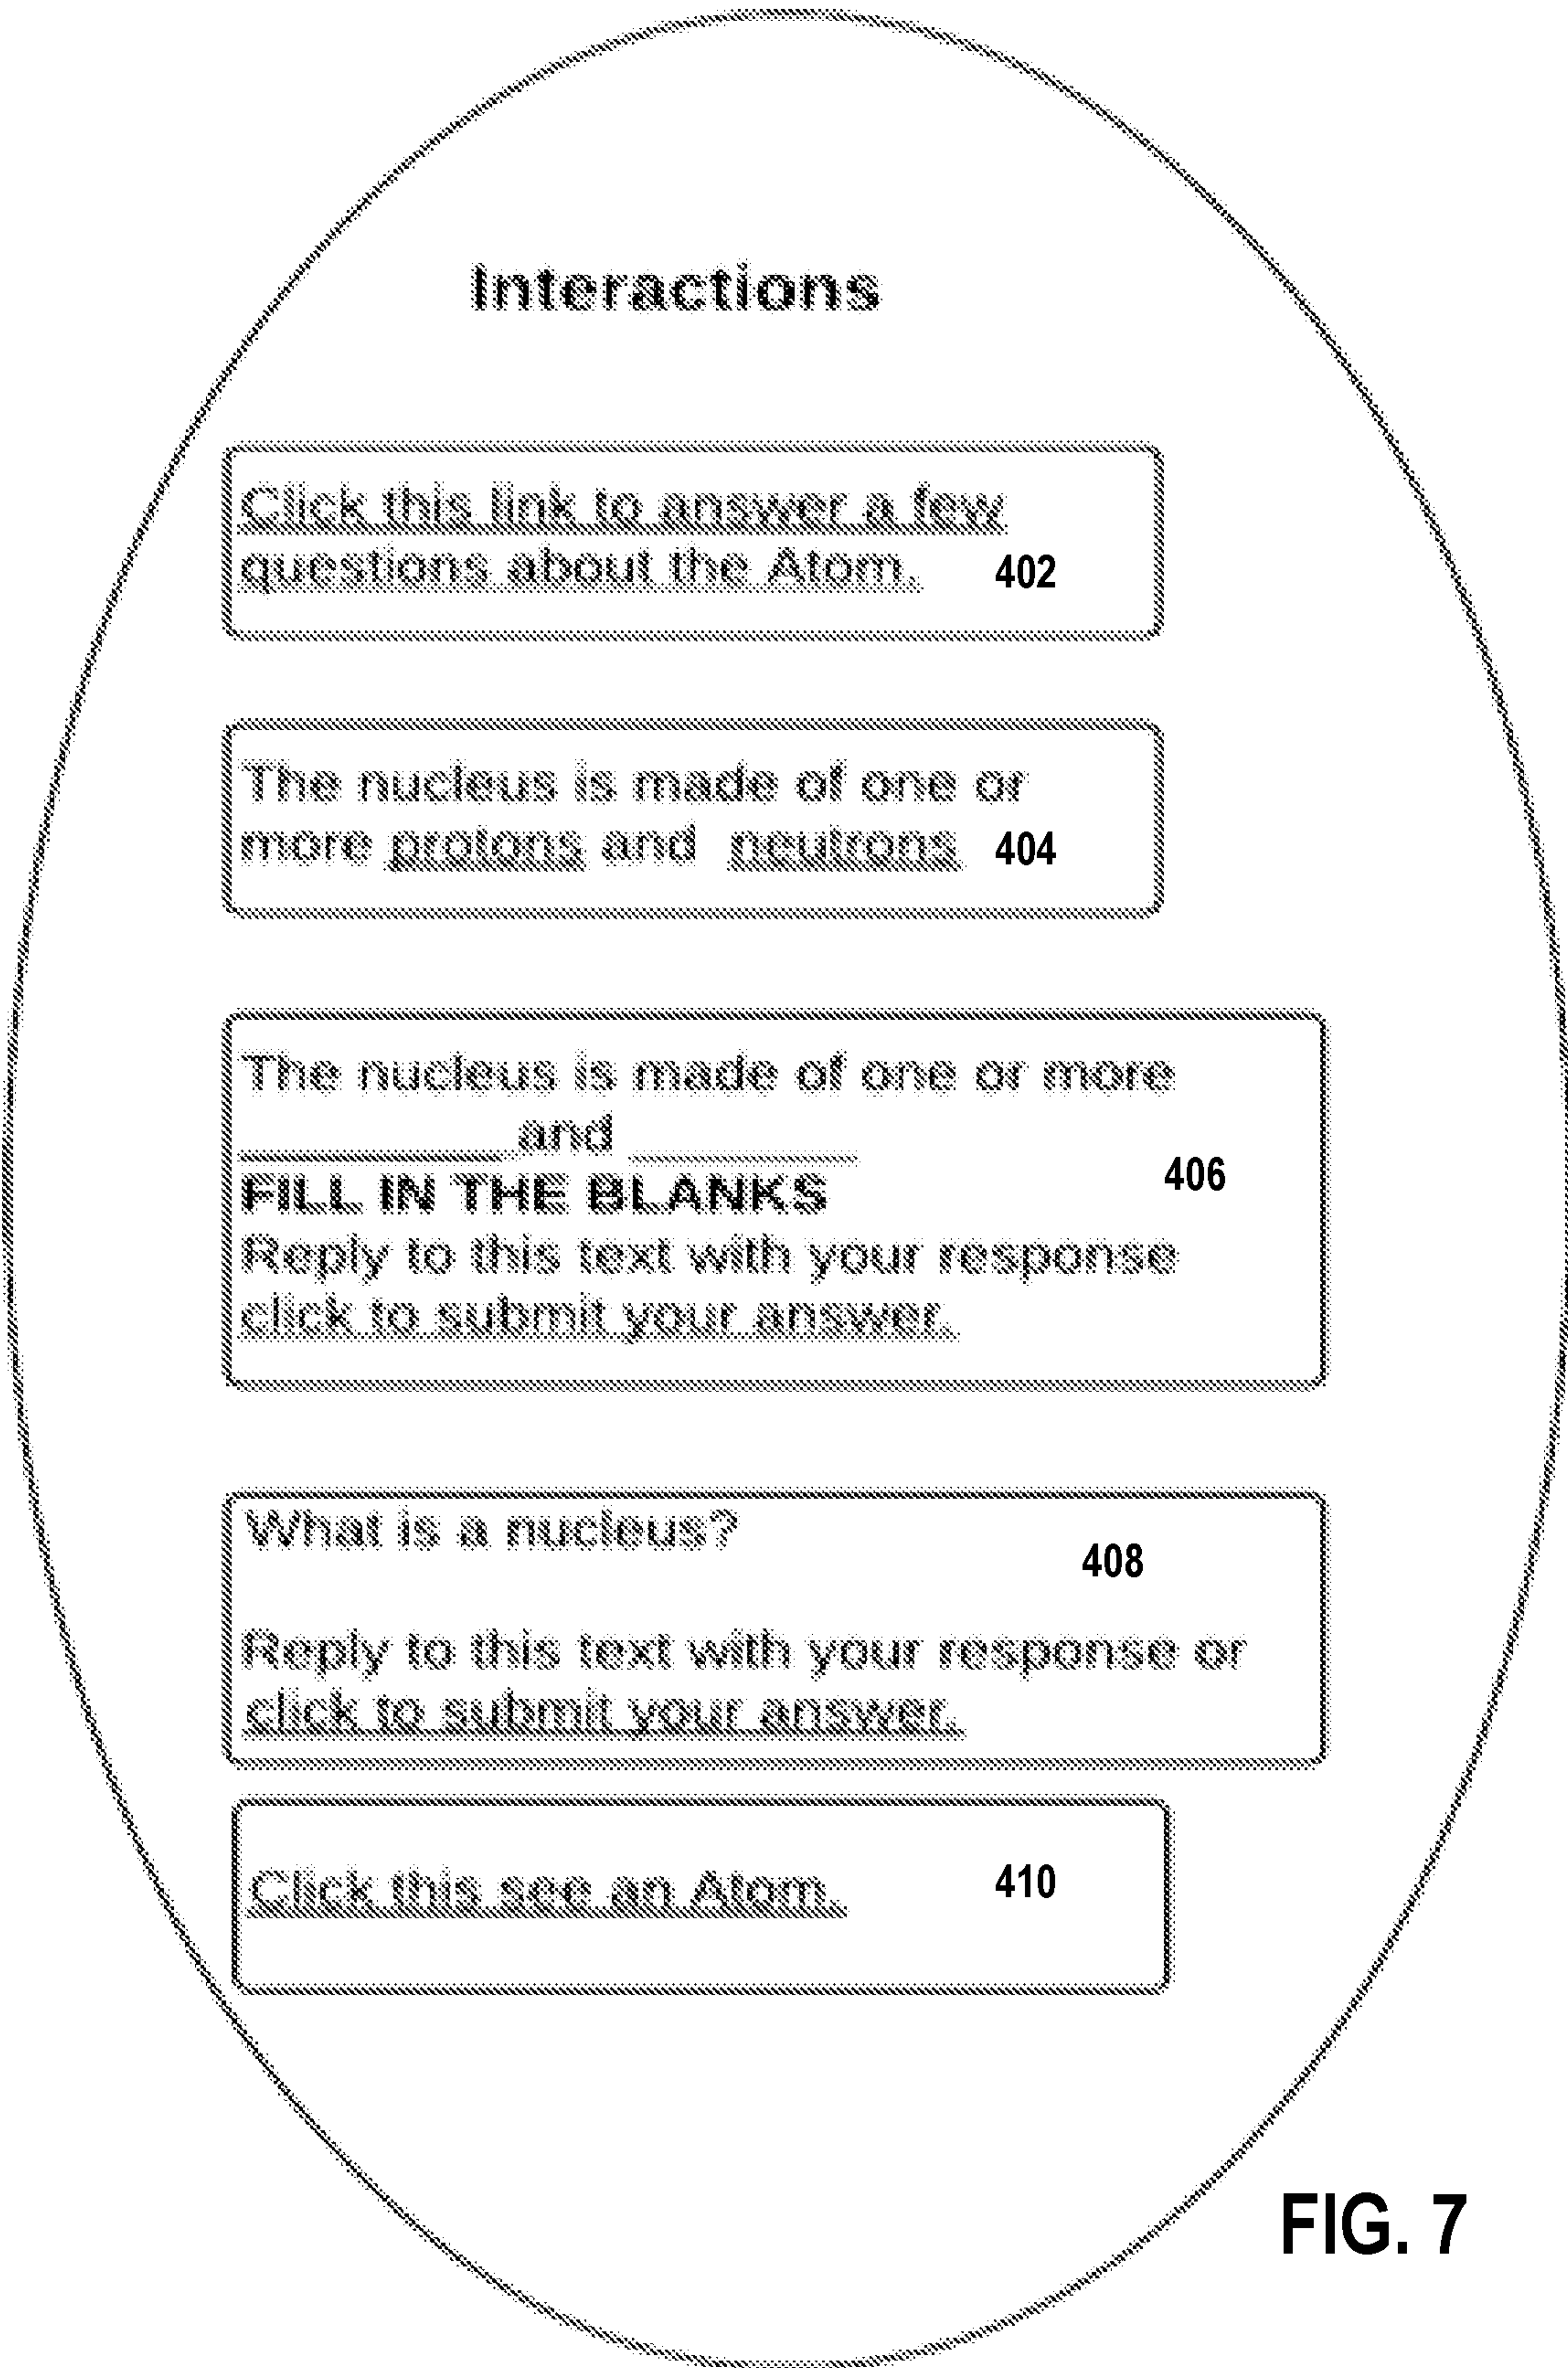 Interactions
Click this link to answer a few
questions about the Atom. 402
The nucleus is made of one or
more protons and neutrons 404
The nucleus is made of one or more
_________ and ________
406
FILL IN THE BLANKS
Reply to this text with your response
click to submit your answer.
What is a nucleus?
408
Reply to this text with your response or
click to submit your answer.
Click this see an Atom. 410
FIG. 7